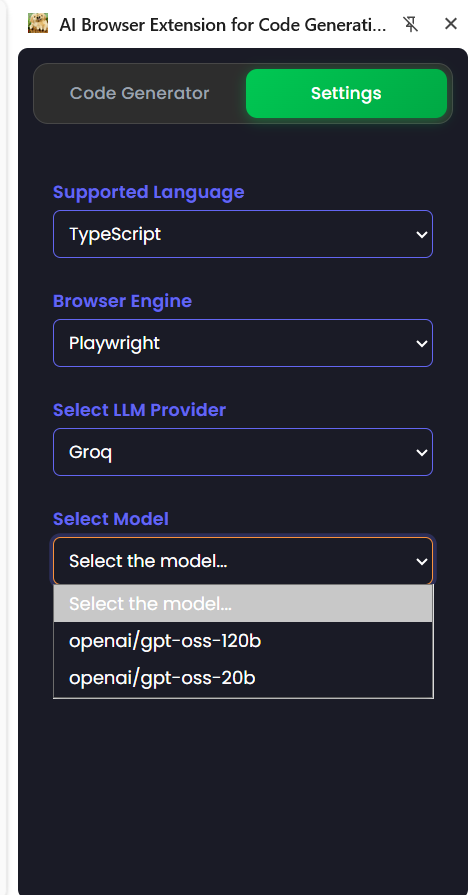 AI Browser Extension for Code Generati...
Code Generator
Settings
Supported Language
TypeScript
Browser Engine
Playwright
Select LLM Provider
Groq
Select Model
Select the model...
Select the model...
openai/gpt-oss-120b
openai/gpt-oss-20b